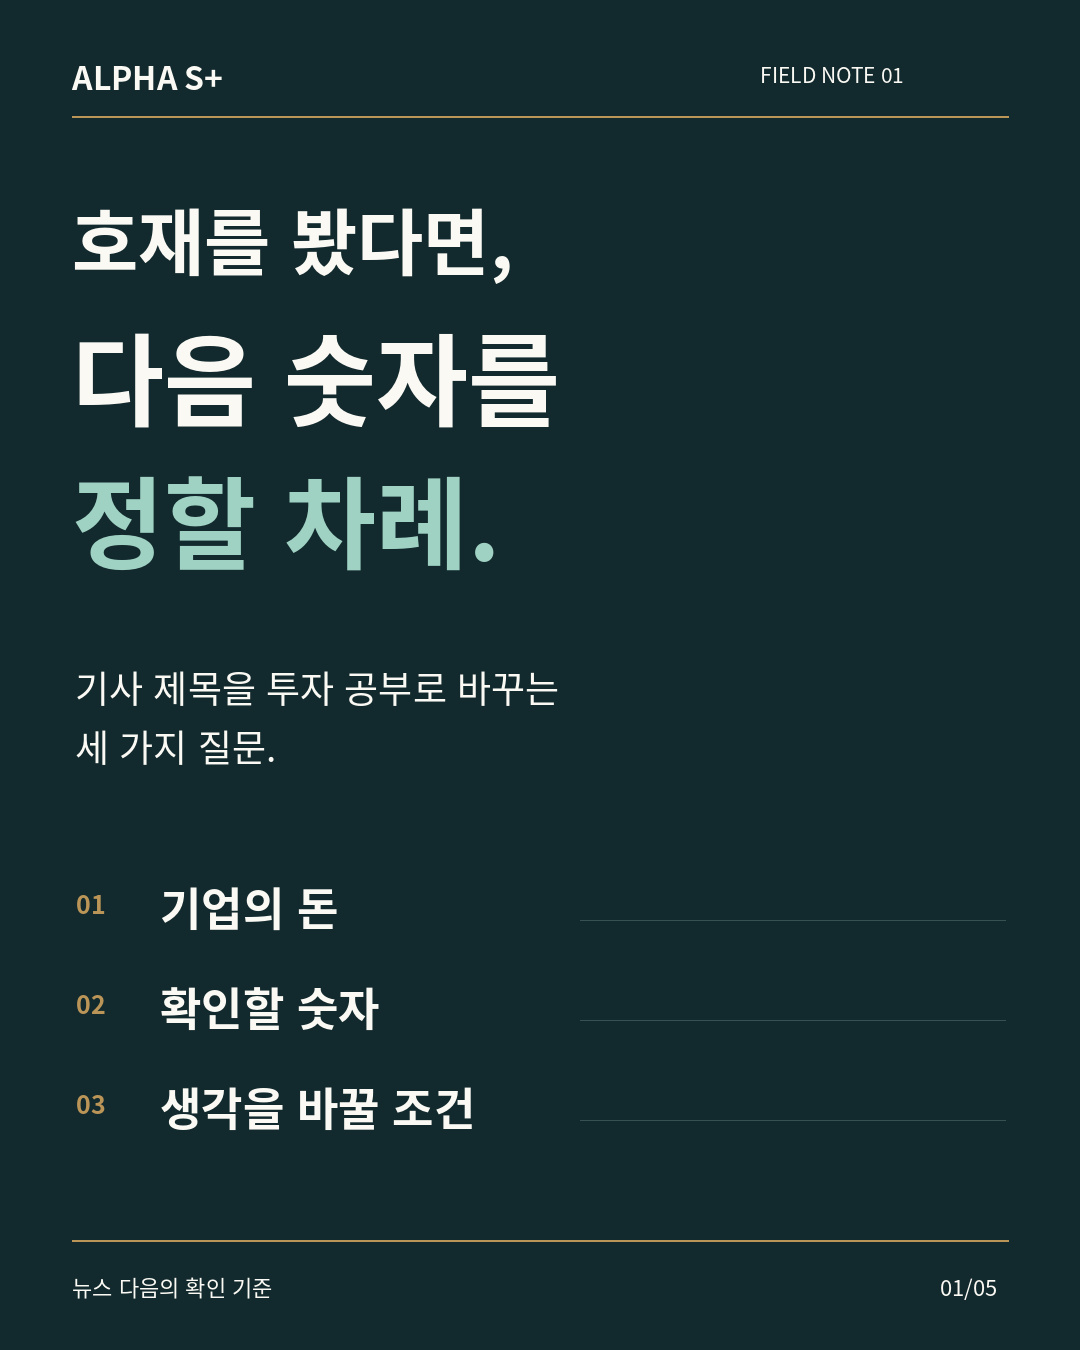 ALPHA S+
FIELD NOTE 01
호재를 봤다면,
다음 숫자를
정할 차례.
기사 제목을 투자 공부로 바꾸는
세 가지 질문.
01 기업의 돈
02 확인할 숫자
03 생각을 바꿀 조건
뉴스 다음의 확인 기준
01/05